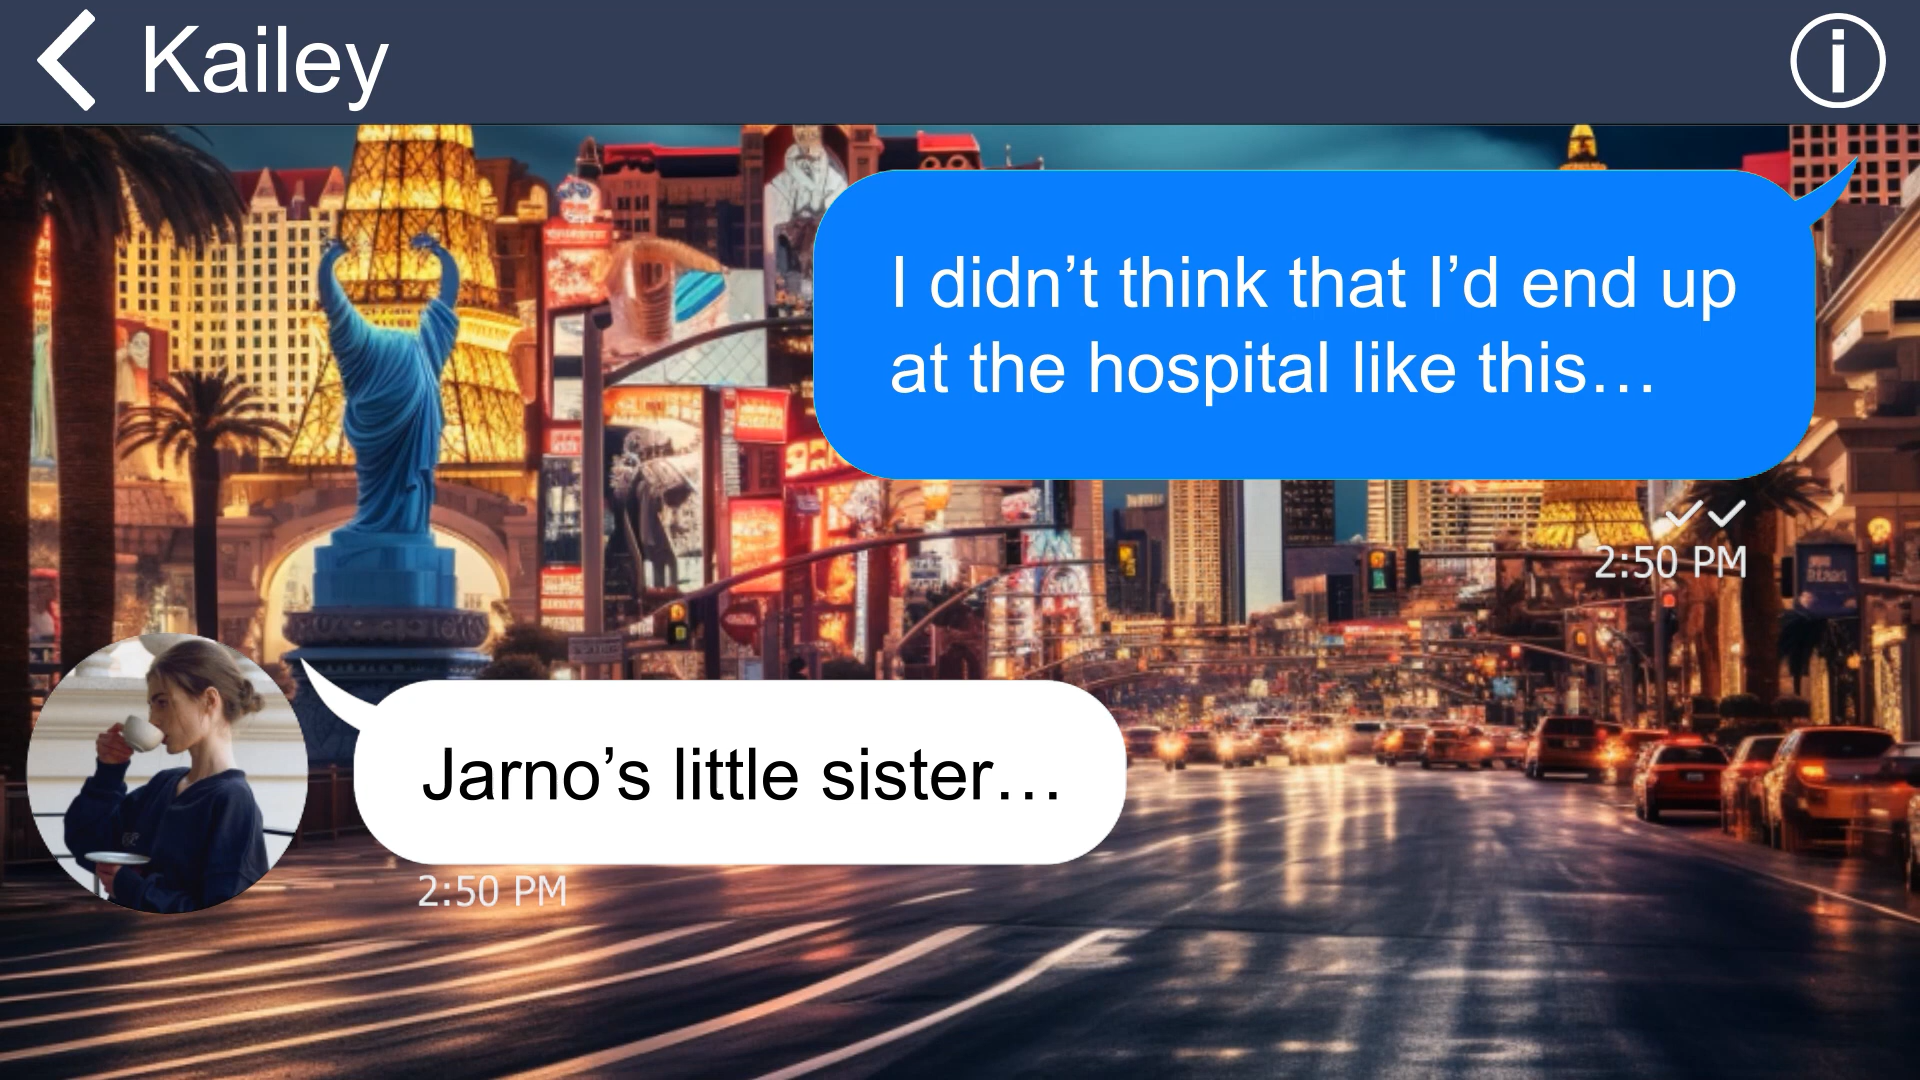 Kailey
I didn’t think that I’d end up
at the hospital like this…
2:50 PM
Jarno’s little sister…
2:50 PM